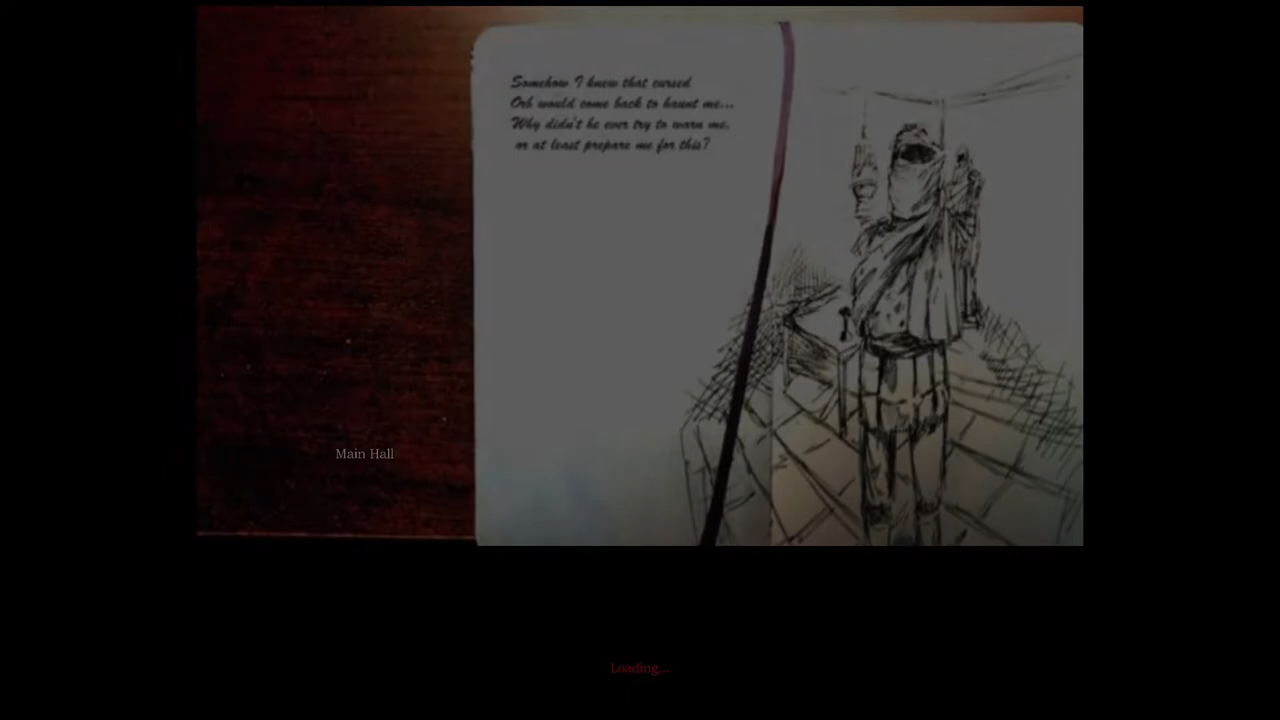 Somehow I knew that cursed
Orb would come back to haunt me...
Why didn't he ever try to warn me,
or at least prepare me for this?
Main Hall
Loading...